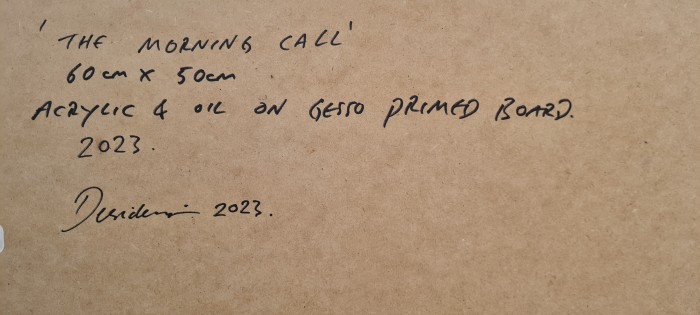 'THE MORNING CALL'
60cm x 50cm
ACRYLIC & OIL ON GESSO PRIMED BOARD.
2023.
2023.